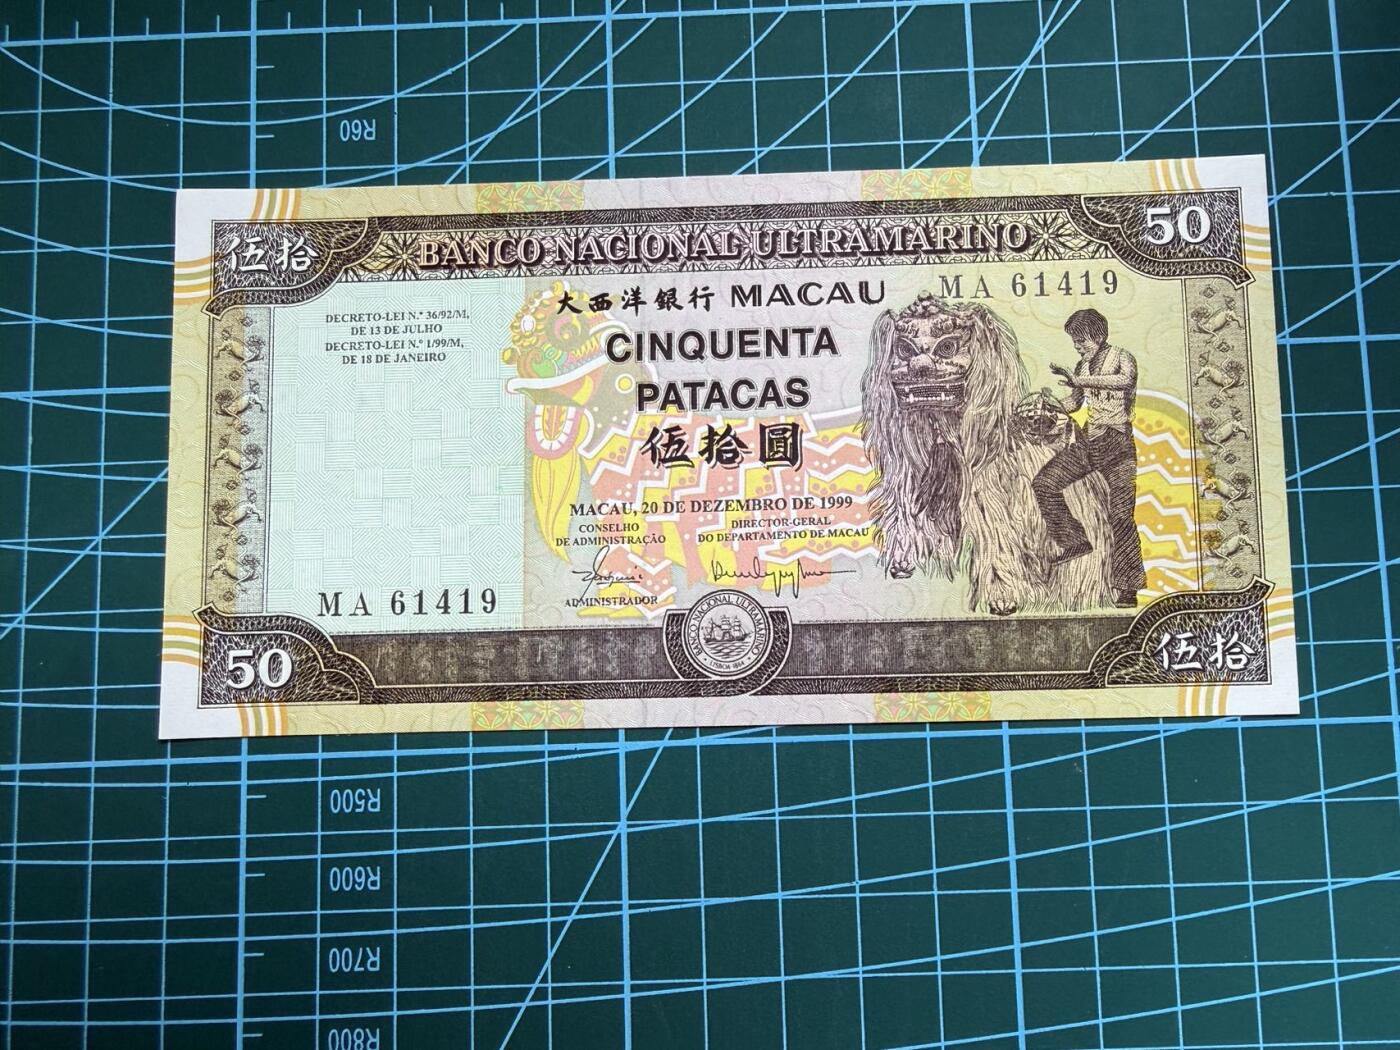 R60
伍拾
BANCO NACIONAL ULTRAMARINO
50
大西洋銀行 MACAU
MA 61419
DECRETO-LEI N.º 36/92/M,
DE 13 DE JULHO
DECRETO-LEI N.º 1/99/M,
DE 18 DE JANEIRO
CINQUENTA
PATACAS
伍拾圓
MACAU, 20 DE DEZEMBRO DE 1999
CONSELHO
DE ADMINISTRAÇÃO
DIRECTOR-GERAL
DO DEPARTAMENTO DE MACAU
ADMINISTRADOR
MA 61419
BANCO NACIONAL ULTRAMARINO
LISBOA 1864
50
伍拾
R500
R600
R700
R800